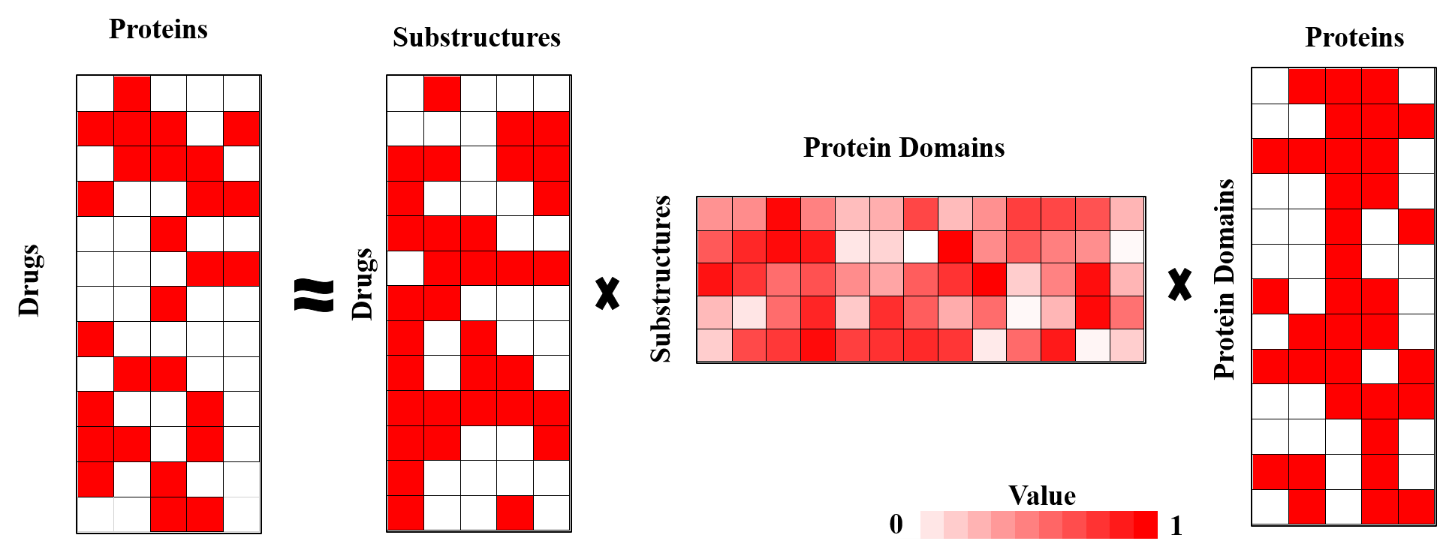 Proteins
Drugs
≈
Substructures
Drugs
×
Protein Domains
Substructures
×
Proteins
Protein Domains
Value
0
1